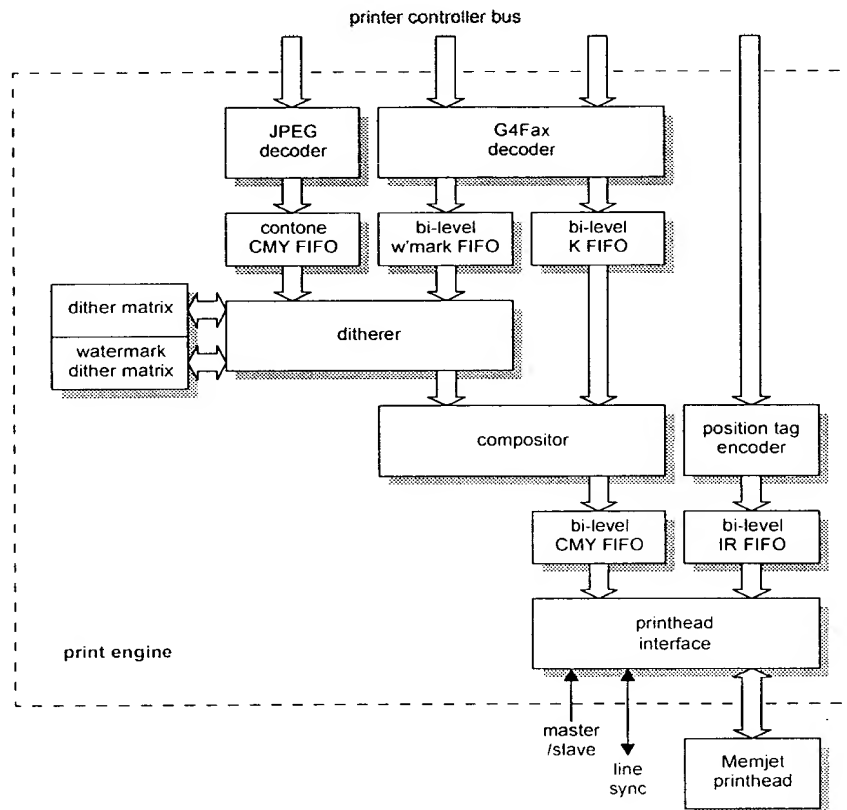 printer controller bus
JPEG
decoder
G4Fax
decoder
contone
CMY FIFO
bi-level
w'mark FIFO
bi-level
K FIFO
dither matrix
watermark
dither matrix
ditherer
compositor
position tag
encoder
bi-level
CMY FIFO
bi-level
IR FIFO
printhead
interface
print engine
master
/slave
line
sync
Memjet
printhead